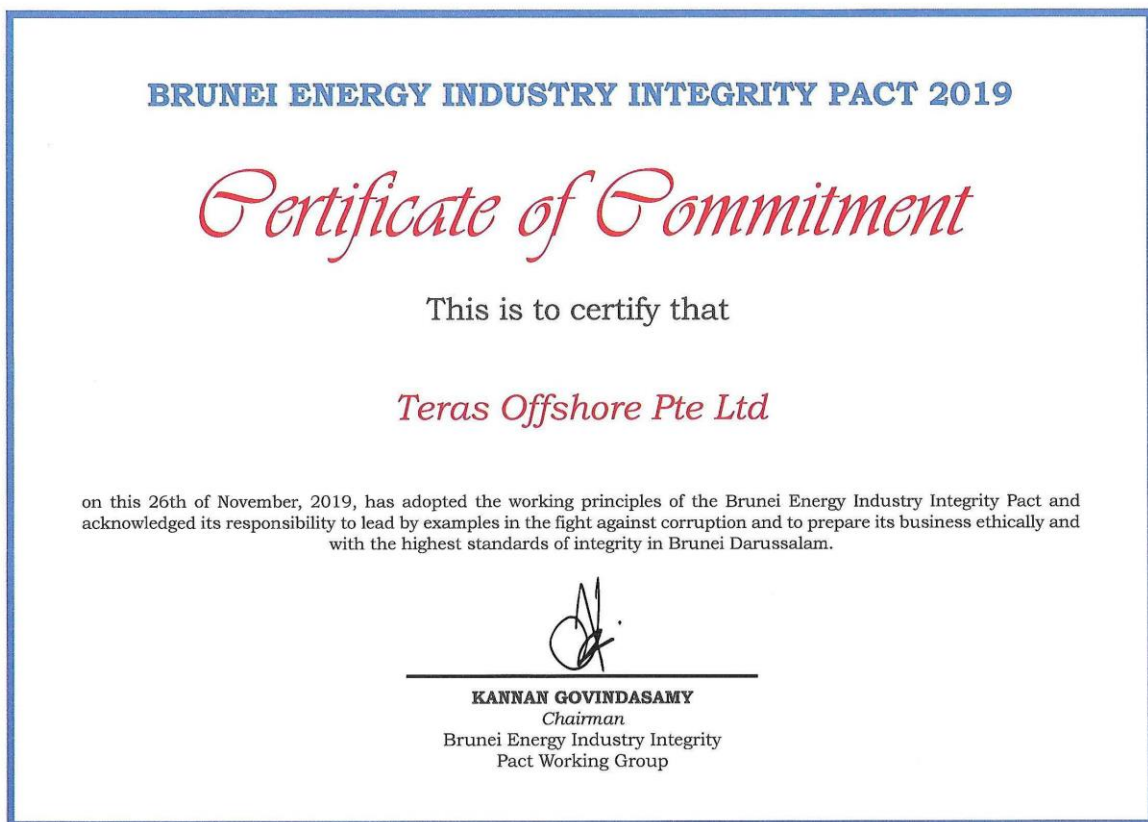 BRUNEI ENERGY INDUSTRY INTEGRITY PACT 2019
Certificate of Commitment
This is to certify that
Teras Offshore Pte Ltd
on this 26th of November, 2019, has adopted the working principles of the Brunei Energy Industry Integrity Pact and
acknowledged its responsibility to lead by examples in the fight against corruption and to prepare its business ethically and
with the highest standards of integrity in Brunei Darussalam.
KANNAN GOVINDASAMY
Chairman
Brunei Energy Industry Integrity
Pact Working Group